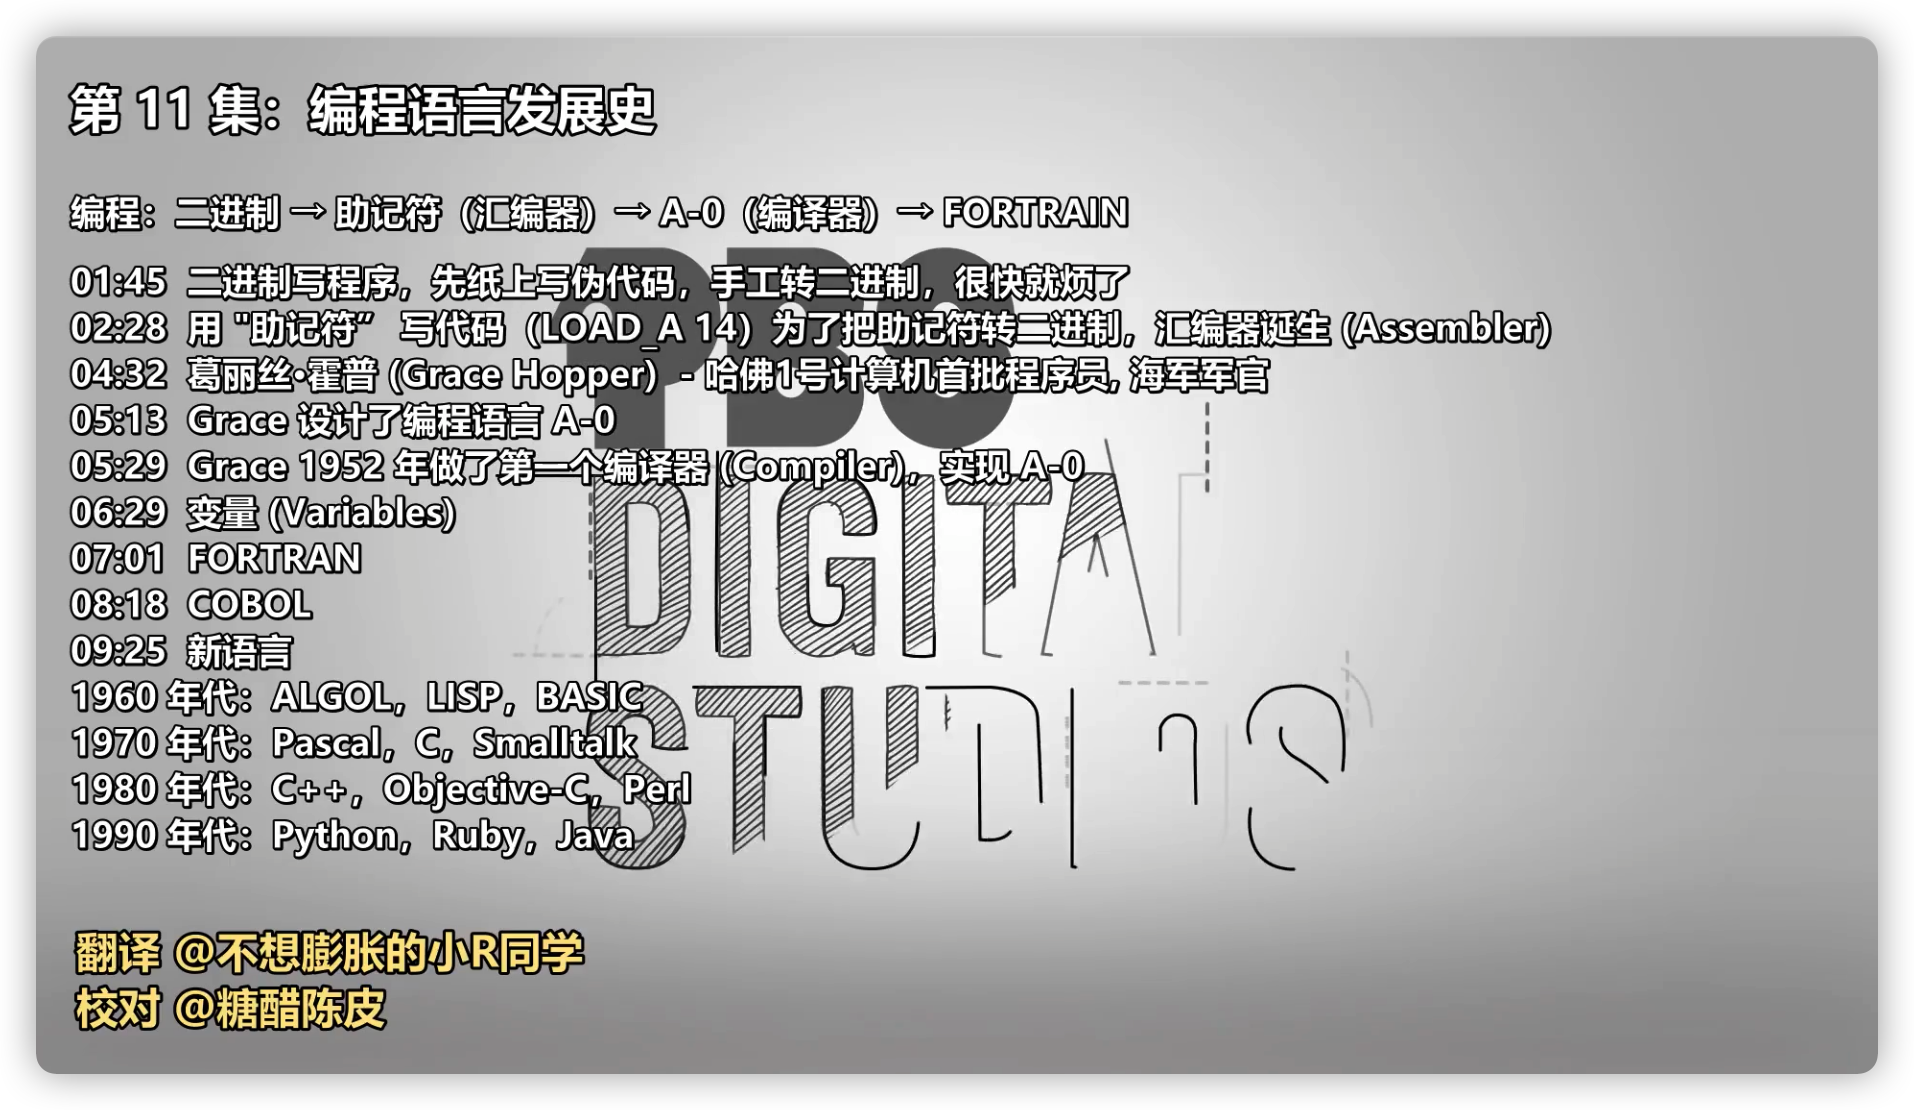 第 11 集：编程语言发展史
编程：二进制 → 助记符（汇编器）→ A-0（编译器）→ FORTRAIN
01:45 二进制写程序，先纸上写伪代码，手工转二进制，很快就烦了
02:28 用 "助记符” 写代码（LOAD_A 14）为了把助记符转二进制，汇编器诞生 (Assembler)
04:32 葛丽丝·霍普 (Grace Hopper）- 哈佛1号计算机首批程序员, 海军军官
05:13 Grace 设计了编程语言 A-0
05:29 Grace 1952 年做了第一个编译器 (Compiler)，实现 A-0
06:29 变量 (Variables)
07:01 FORTRAN
08:18 COBOL
09:25 新语言
1960 年代：ALGOL，LISP，BASIC
1970 年代：Pascal，C，Smalltalk
1980 年代：C++，Objective-C，Perl
1990 年代：Python，Ruby，Java
翻译 @不想膨胀的小R同学
校对 @糖醋陈皮
PBS
DIGITA
STUDIOS